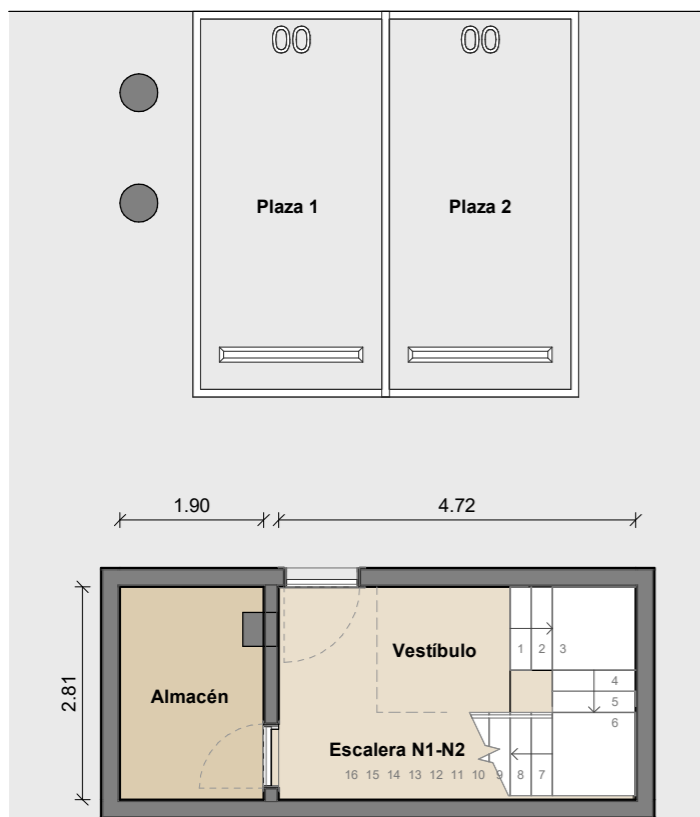 00 00
Plaza 1 Plaza 2
1.90 4.72
2.81
Vestíbulo 1 2 3
Almacén 4
5
6
Escalera N1-N2
16 15 14 13 12 11 10 9 8 7